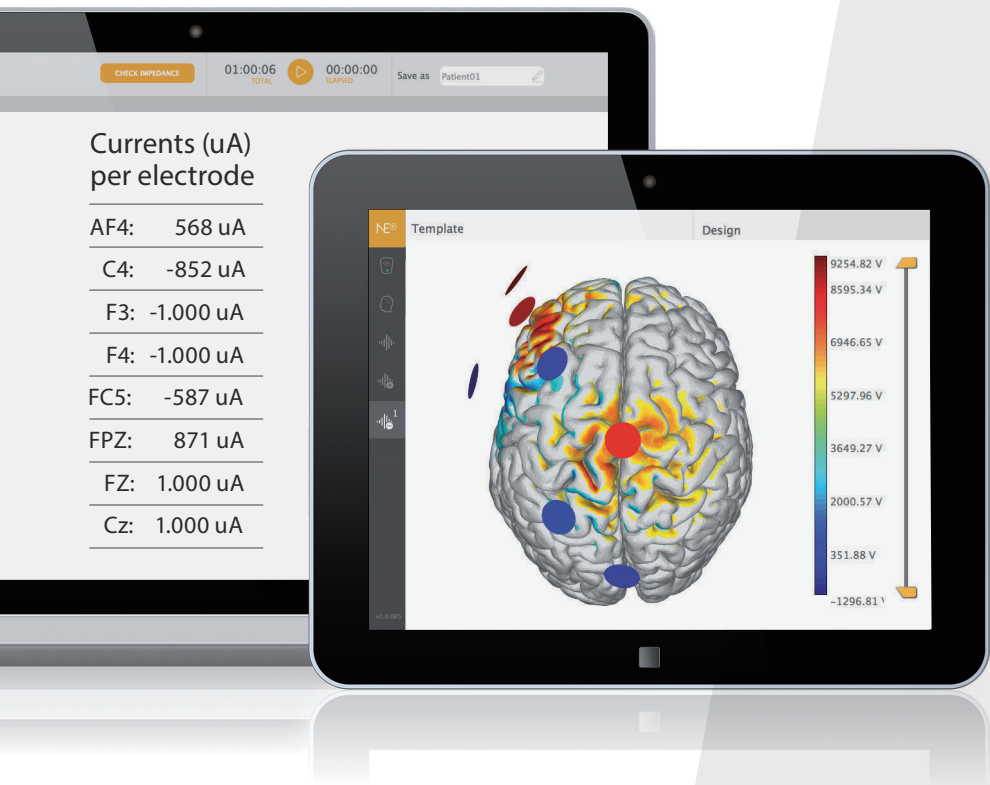 CHECK IMPEDANCE
01:00:06
TOTAL
00:00:00
ELAPSED
Save as
Patient01
Currents (uA)
per electrode
AF4: 568 uA
C4: -852 uA
F3: -1.000 uA
F4: -1.000 uA
FC5: -587 uA
FPZ: 871 uA
FZ: 1.000 uA
Cz: 1.000 uA
NE®
Template
Design
1
9254.82 V
8595.34 V
6946.65 V
5297.96 V
3649.27 V
2000.57 V
351.88 V
-1296.81 V